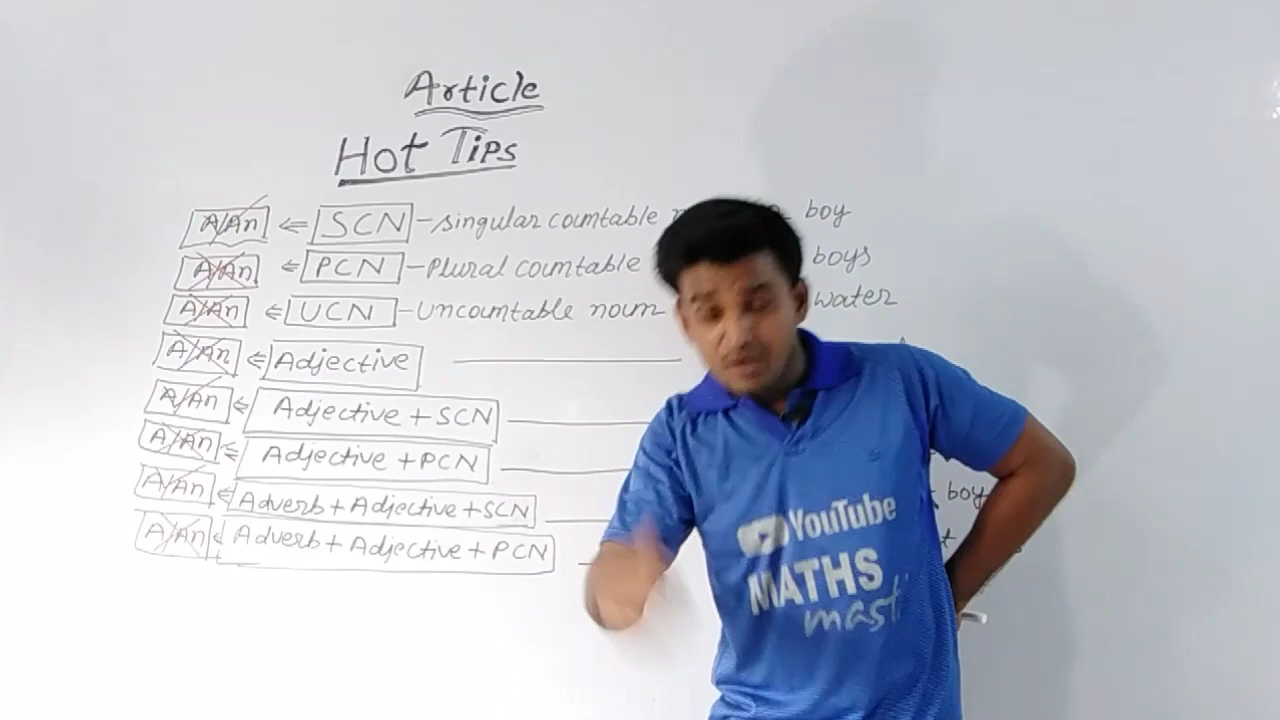 Article
Hot Tips
A/An ⇐ SCN - singular countable boy
A/An ⇐ PCN - Plural countable boys
A/An ⇐ UCN - Uncountable noun water
A/An ⇐ Adjective
A/An ⇐ Adjective + SCN
A/An ⇐ Adjective + PCN
A/An ⇐ Adverb + Adjective + SCN boy
A/An Adverb + Adjective + PCN
YouTube
MATHS
masti